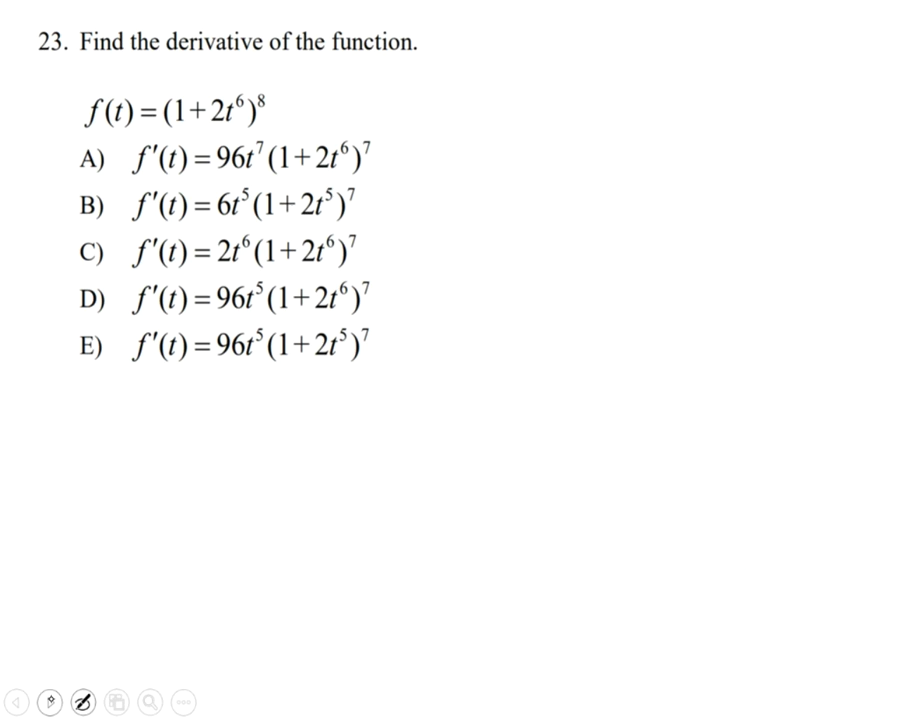 23. Find the derivative of the function.
f(t) = (1+2t⁶)⁸
A) f'(t) = 96t⁷(1+2t⁶)⁷
B) f'(t) = 6t⁵(1+2t⁵)⁷
C) f'(t) = 2t⁶(1+2t⁶)⁷
D) f'(t) = 96t⁵(1+2t⁶)⁷
E) f'(t) = 96t⁵(1+2t⁵)⁷